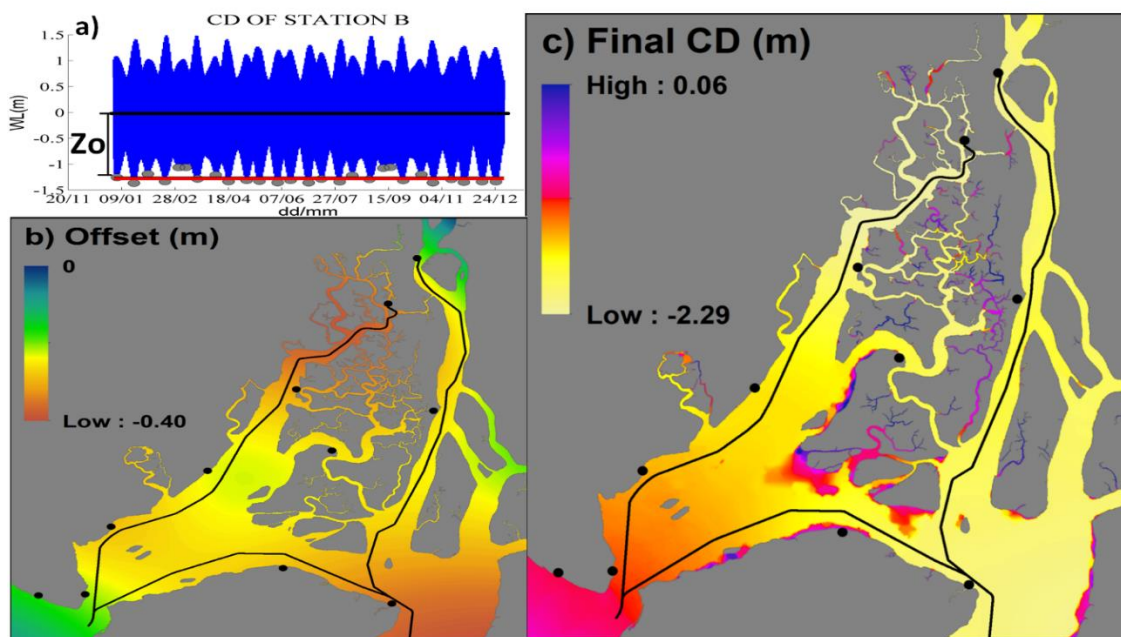 a)
CD OF STATION B
1.5
1
0.5
0
-0.5
-1
-1.5
WL(m)
Zo
20/11 09/01 28/02 18/04 07/06 27/07 15/09 04/11 24/12
dd/mm
b) Offset (m)
0
Low : -0.40
c) Final CD (m)
High : 0.06
Low : -2.29